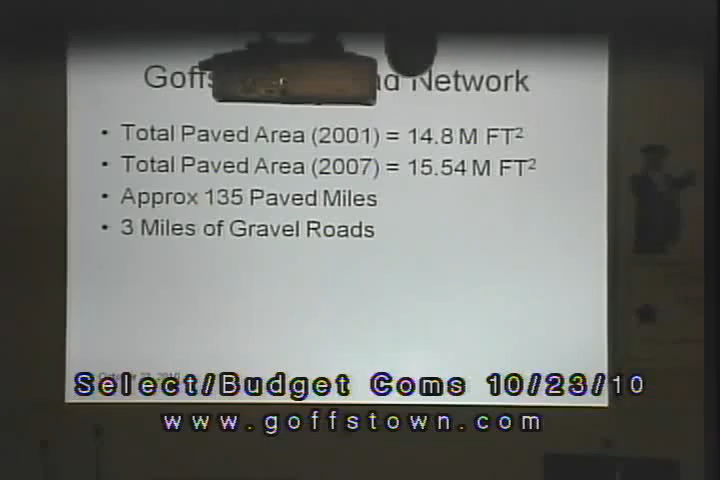 Goffs Network
• Total Paved Area (2001) = 14.8 M FT²
• Total Paved Area (2007) = 15.54 M FT²
• Approx 135 Paved Miles
• 3 Miles of Gravel Roads
Select/Budget Coms 10/23/10
www.goffstown.com